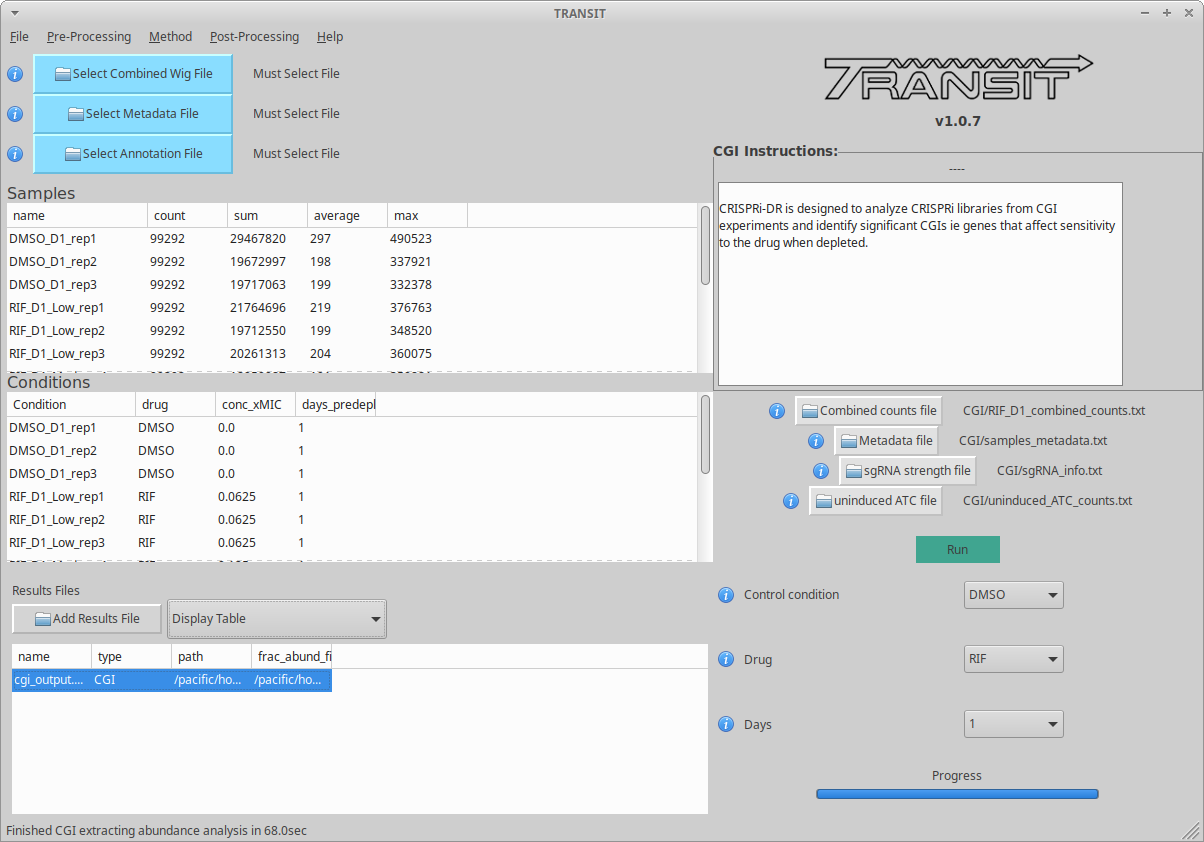 TRANSIT
File Pre-Processing Method Post-Processing Help
Select Combined Wig File Must Select File
Select Metadata File Must Select File
Select Annotation File Must Select File
TRANSIT
v1.0.7
Samples
name count sum average max
DMSO_D1_rep1 99292 29467820 297 490523
DMSO_D1_rep2 99292 19672997 198 337921
DMSO_D1_rep3 99292 19717063 199 332378
RIF_D1_Low_rep1 99292 21764696 219 376763
RIF_D1_Low_rep2 99292 19712550 199 348520
RIF_D1_Low_rep3 99292 20261313 204 360075
Conditions
Condition drug conc_xMIC days_predepl
DMSO_D1_rep1 DMSO 0.0 1
DMSO_D1_rep2 DMSO 0.0 1
DMSO_D1_rep3 DMSO 0.0 1
RIF_D1_Low_rep1 RIF 0.0625 1
RIF_D1_Low_rep2 RIF 0.0625 1
RIF_D1_Low_rep3 RIF 0.0625 1
Results Files
Add Results File Display Table
name type path frac_abund_fi
cgi_output.... CGI /pacific/ho... /pacific/ho...
CGI Instructions:
----
CRISPRi-DR is designed to analyze CRISPRi libraries from CGI
experiments and identify significant CGIs ie genes that affect sensitivity
to the drug when depleted.
Combined counts file CGI/RIF_D1_combined_counts.txt
Metadata file CGI/samples_metadata.txt
sgRNA strength file CGI/sgRNA_info.txt
uninduced ATC file CGI/uninduced_ATC_counts.txt
Run
Control condition DMSO
Drug RIF
Days 1
Progress
Finished CGI extracting abundance analysis in 68.0sec